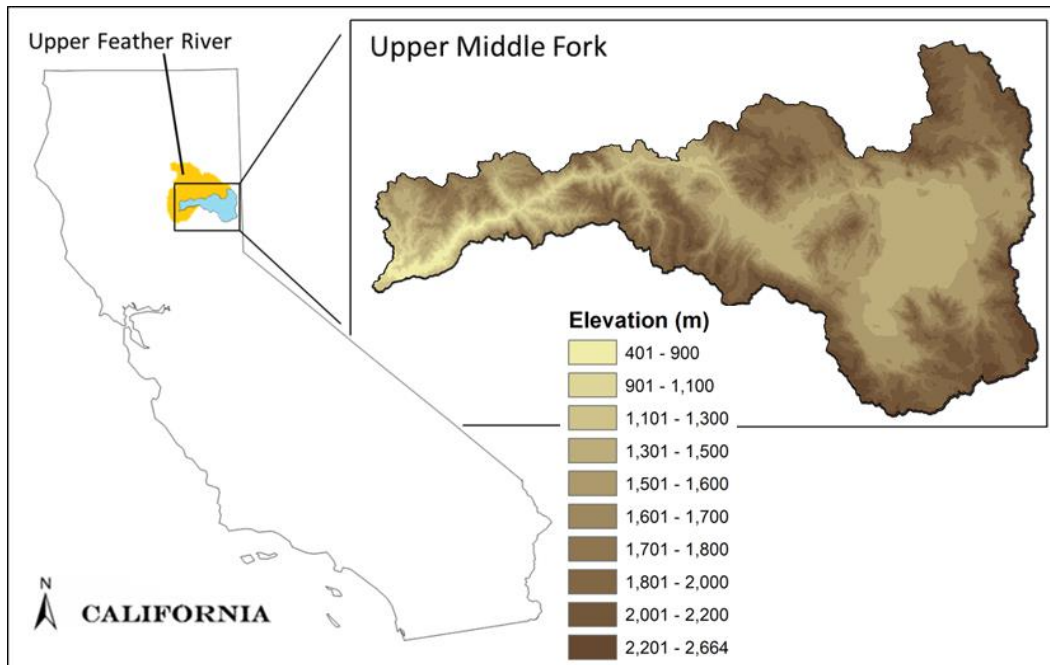 Upper Feather River
Upper Middle Fork
Elevation (m)
401 - 900
901 - 1,100
1,101 - 1,300
1,301 - 1,500
1,501 - 1,600
1,601 - 1,700
1,701 - 1,800
1,801 - 2,000
2,001 - 2,200
2,201 - 2,664
N
CALIFORNIA